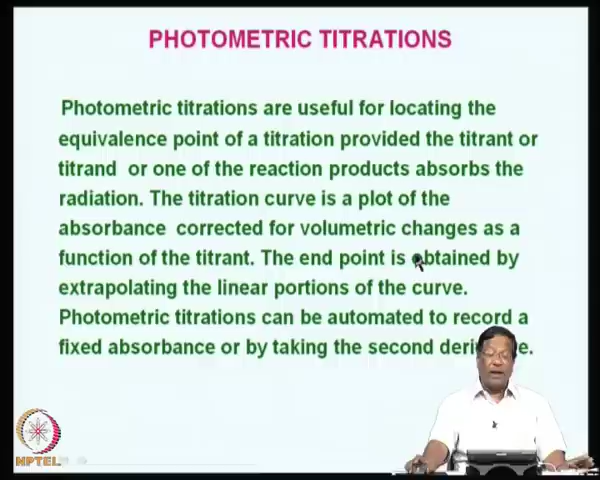 PHOTOMETRIC TITRATIONS
Photometric titrations are useful for locating the
equivalence point of a titration provided the titrant or
titrand or one of the reaction products absorbs the
radiation. The titration curve is a plot of the
absorbance corrected for volumetric changes as a
function of the titrant. The end point is obtained by
extrapolating the linear portions of the curve.
Photometric titrations can be automated to record a
fixed absorbance or by taking the second
NPTEL